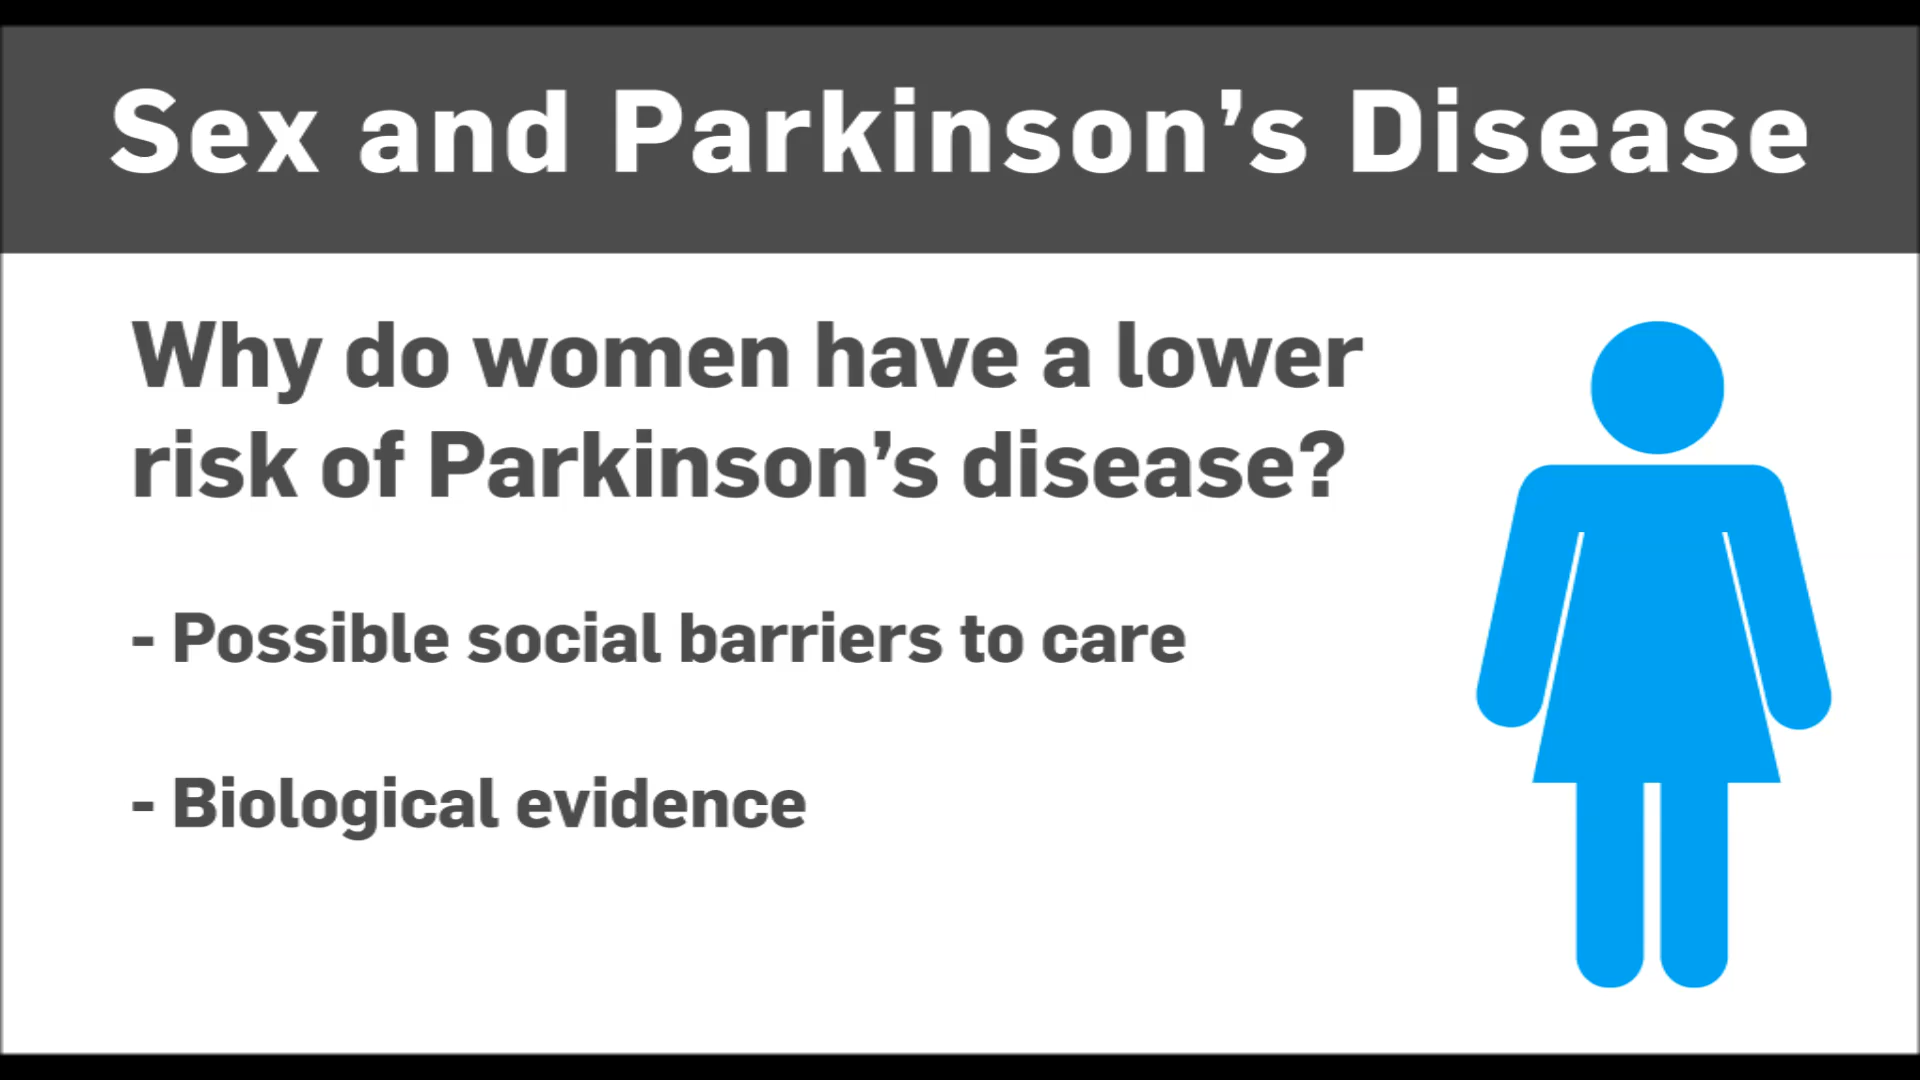 Sex and Parkinson’s Disease
Why do women have a lower
risk of Parkinson’s disease?
- Possible social barriers to care
- Biological evidence